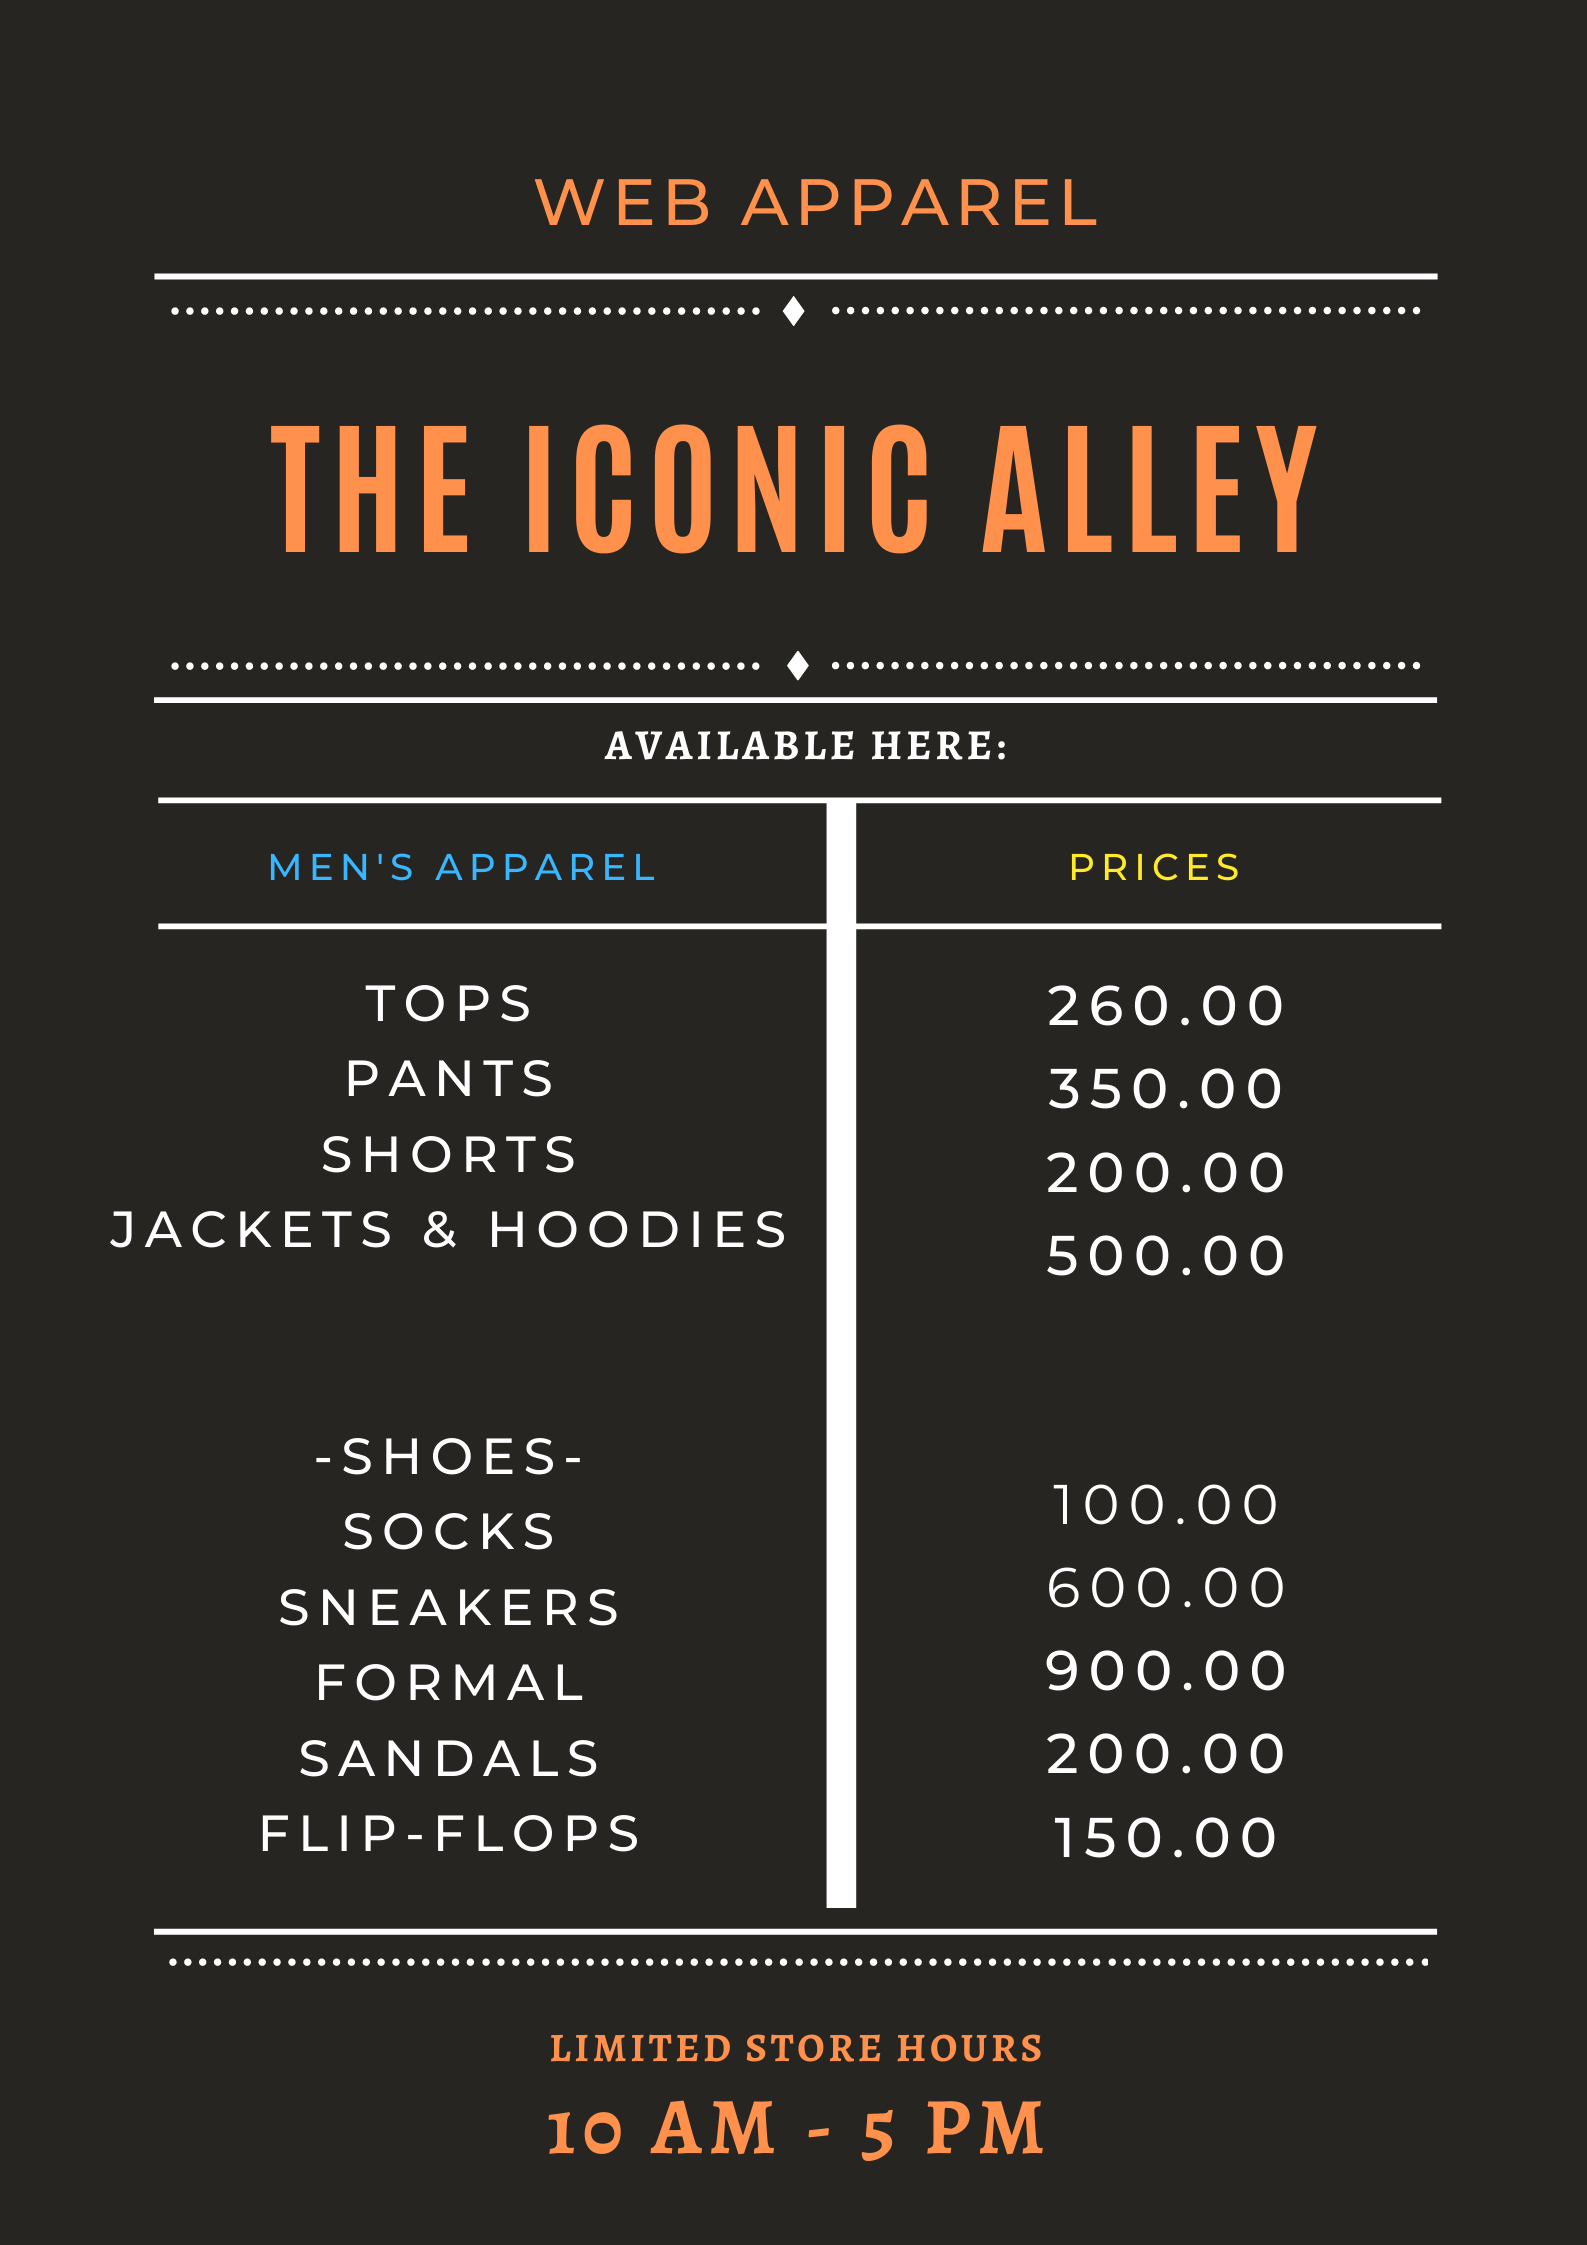 WEB APPAREL
THE ICONIC ALLEY
AVAILABLE HERE:
MEN'S APPAREL PRICES
TOPS 260.00
PANTS 350.00
SHORTS 200.00
JACKETS & HOODIES 500.00
-SHOES-
SOCKS 100.00
SNEAKERS 600.00
FORMAL 900.00
SANDALS 200.00
FLIP-FLOPS 150.00
LIMITED STORE HOURS
10 AM - 5 PM